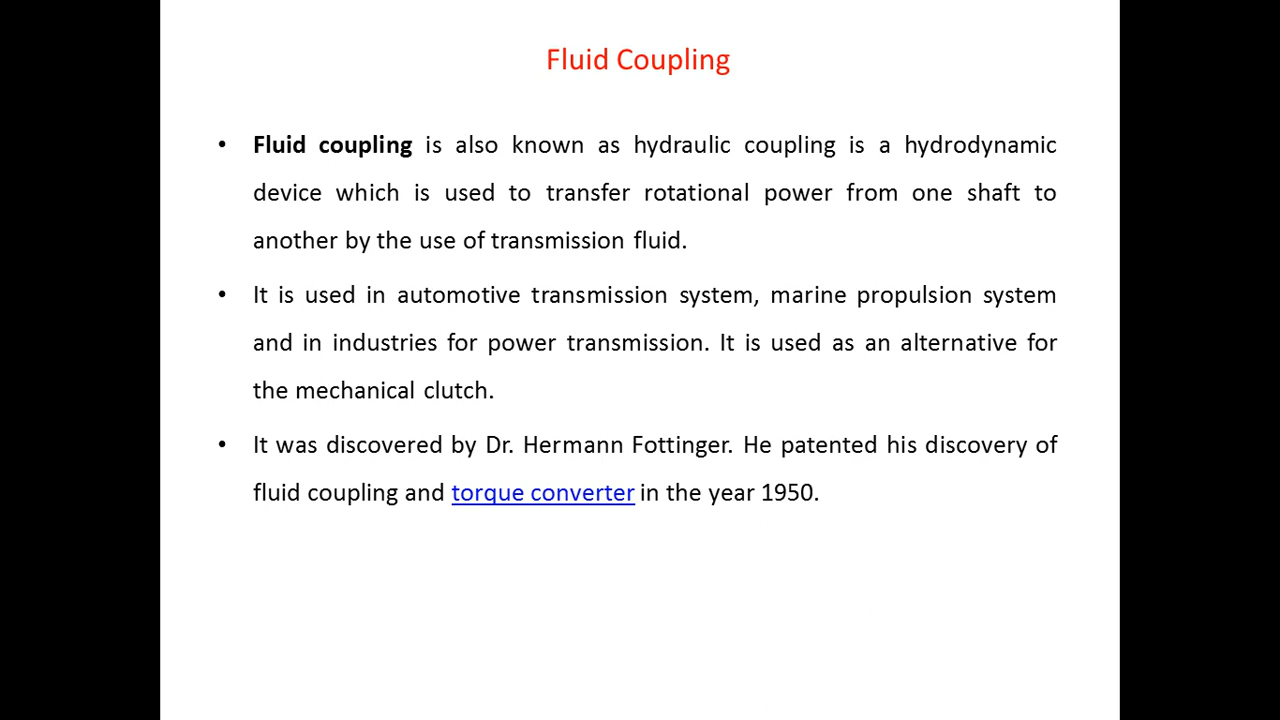 Fluid Coupling
• Fluid coupling is also known as hydraulic coupling is a hydrodynamic
device which is used to transfer rotational power from one shaft to
another by the use of transmission fluid.
• It is used in automotive transmission system, marine propulsion system
and in industries for power transmission. It is used as an alternative for
the mechanical clutch.
• It was discovered by Dr. Hermann Fottinger. He patented his discovery of
fluid coupling and torque converter in the year 1950.